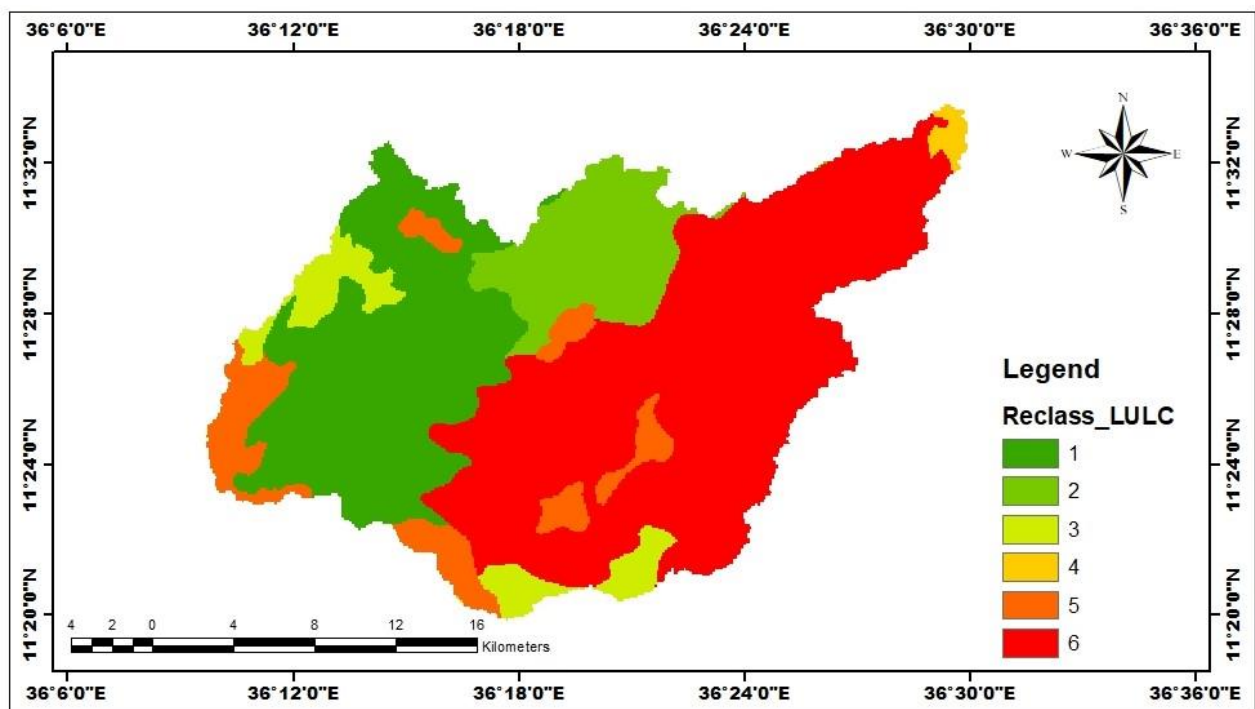 36°6'0"E 36°12'0"E 36°18'0"E 36°24'0"E 36°30'0"E 36°36'0"E
N
W E
S
11°32'0"N 11°32'0"N
11°28'0"N 11°28'0"N
11°24'0"N 11°24'0"N
11°20'0"N 11°20'0"N
Legend
Reclass_LULC
1
2
3
4
5
6
4 2 0 4 8 12 16
Kilometers
36°6'0"E 36°12'0"E 36°18'0"E 36°24'0"E 36°30'0"E 36°36'0"E